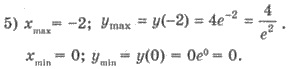 5) x_max = −2; y_max = y(−2) = 4e^−2 = 4/e^2 .
x_min = 0; y_min = y(0) = 0e^0 = 0.